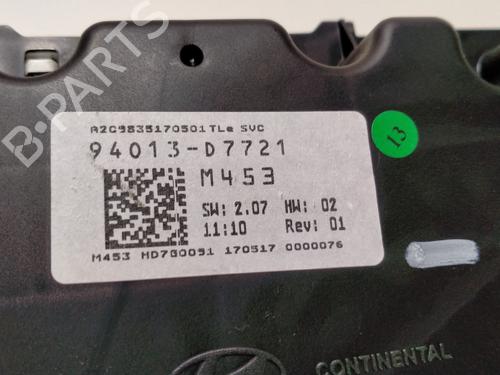 A2C9835170501TLe SVC
94013-D7721
M453
SW: 2.07 HW: 02
11:10 Rev: 01
M453 HD7G0091 170517 0000076
13
CONTINENTAL
B-PARTS